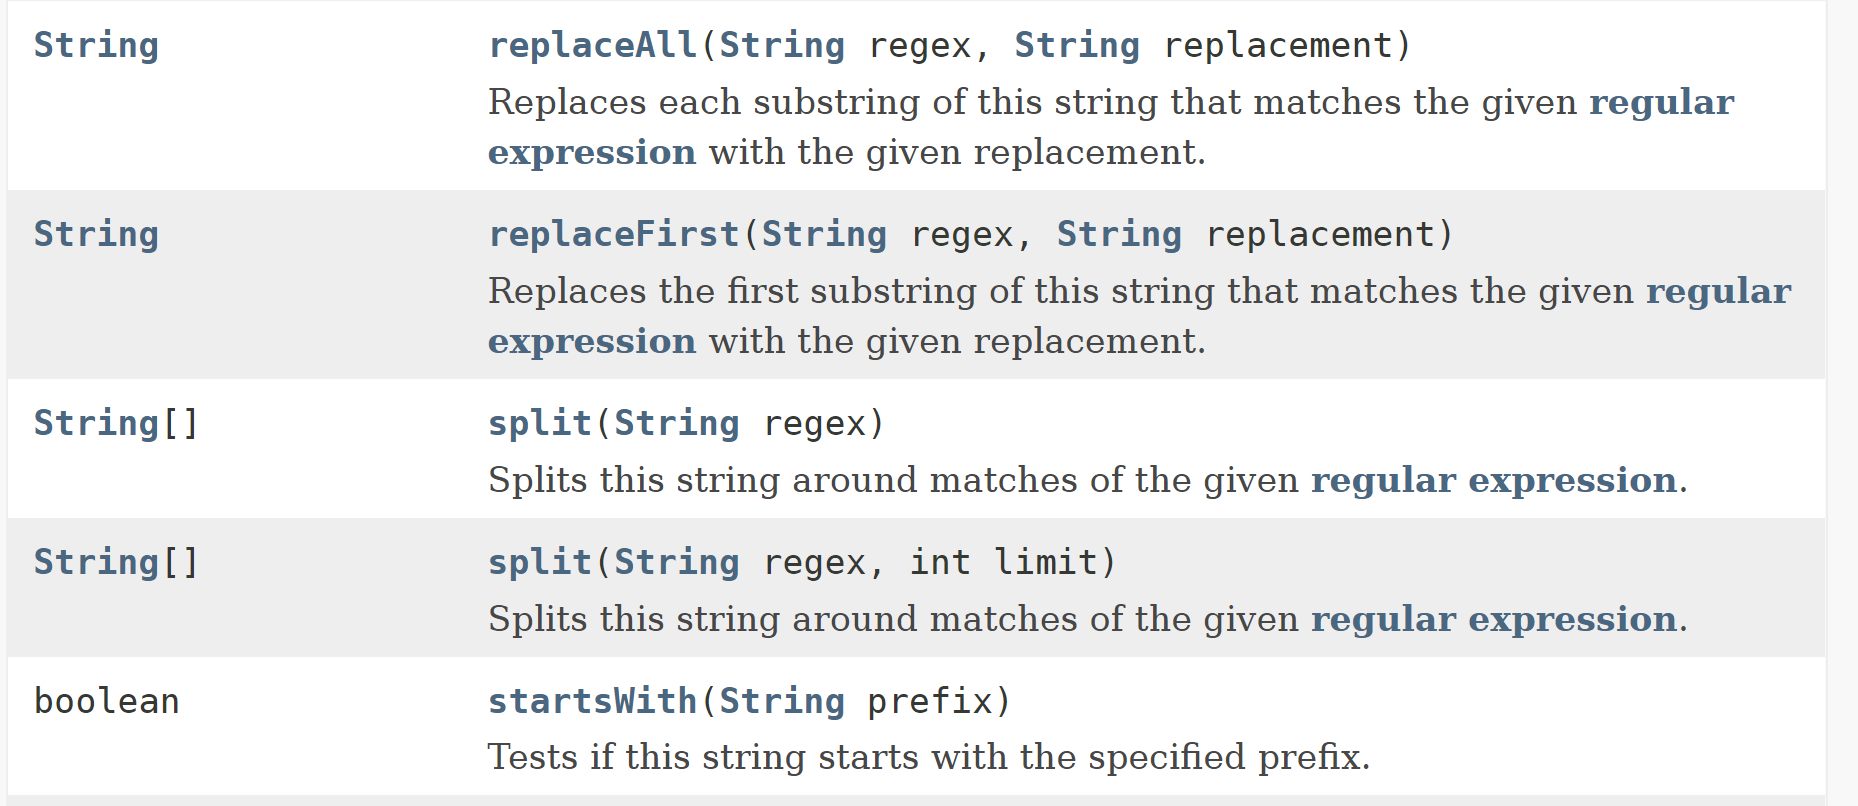 String replaceAll(String regex, String replacement)
Replaces each substring of this string that matches the given regular
expression with the given replacement.
String replaceFirst(String regex, String replacement)
Replaces the first substring of this string that matches the given regular
expression with the given replacement.
String[] split(String regex)
Splits this string around matches of the given regular expression.
String[] split(String regex, int limit)
Splits this string around matches of the given regular expression.
boolean startsWith(String prefix)
Tests if this string starts with the specified prefix.